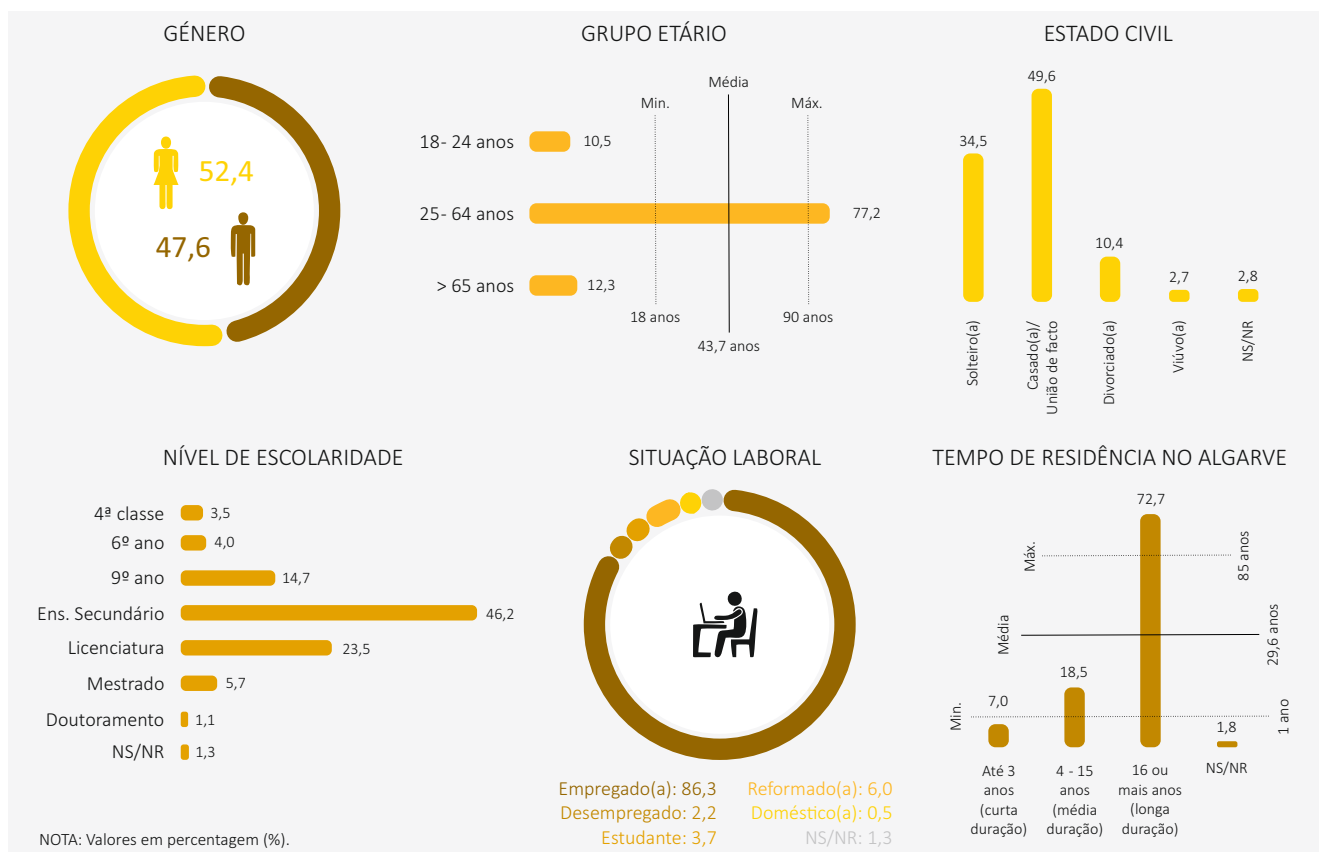 GÉNERO
52,4
47,6
GRUPO ETÁRIO
Média
Min.
Máx.
18- 24 anos
10,5
25- 64 anos
77,2
> 65 anos
12,3
18 anos
90 anos
43,7 anos
ESTADO CIVIL
34,5
49,6
10,4
2,7
2,8
Solteiro(a)
Casado(a)/
União de facto
Divorciado(a)
Viúvo(a)
NS/NR
NÍVEL DE ESCOLARIDADE
4ª classe
3,5
6º ano
4,0
9º ano
14,7
Ens. Secundário
46,2
Licenciatura
23,5
Mestrado
5,7
Doutoramento
1,1
NS/NR
1,3
NOTA: Valores em percentagem (%).
SITUAÇÃO LABORAL
Empregado(a): 86,3
Desempregado: 2,2
Estudante: 3,7
Reformado(a): 6,0
Doméstico(a): 0,5
NS/NR: 1,3
TEMPO DE RESIDÊNCIA NO ALGARVE
72,7
Máx.
85 anos
Média
29,6 anos
18,5
7,0
Min.
1 ano
1,8
Até 3
anos
(curta
duração)
4 - 15
anos
(média
duração)
16 ou
mais anos
(longa
duração)
NS/NR